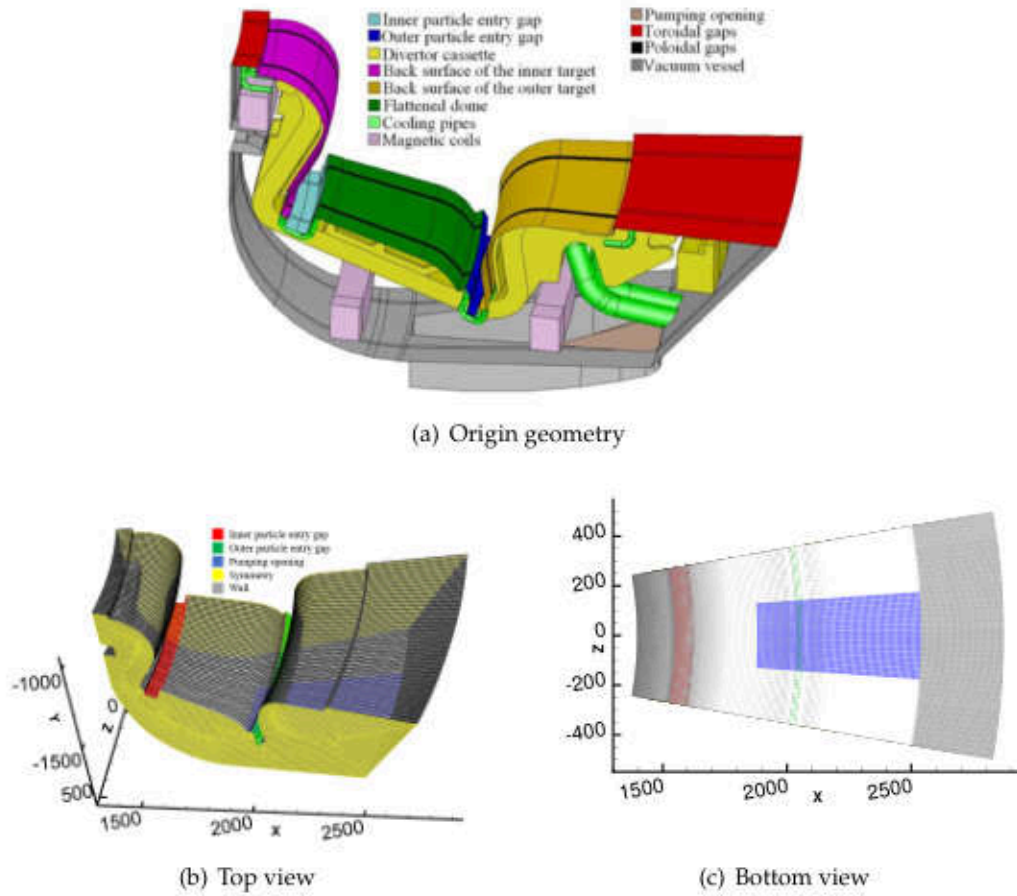 Inner particle entry gap
Outer particle entry gap
Divertor cassette
Back surface of the inner target
Back surface of the outer target
Flattened dome
Cooling pipes
Magnetic coils
Pumping opening
Toroidal gaps
Poloidal gaps
Vacuum vessel
(a) Origin geometry
Inner particle entry gap
Outer particle entry gap
Pumping opening
Symmetry
Wall
-1000
Y
-1500
Z
0
500
1500
2000
X
2500
(b) Top view
400
200
Z
0
-200
-400
1500
2000
X
2500
(c) Bottom view